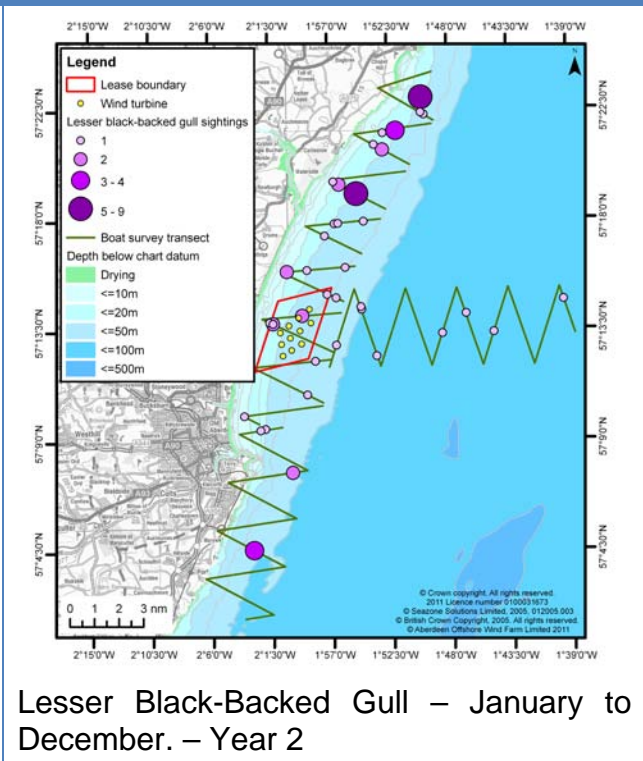 2°15'0"W 2°10'30"W 2°6'0"W 2°1'30"W 1°57'0"W 1°52'30"W 1°48'0"W 1°43'30"W 1°39'0"W
Legend
Lease boundary
Wind turbine
Lesser black-backed gull sightings
1
2
3 - 4
5 - 9
Boat survey transect
Depth below chart datum
Drying
<=10m
<=20m
<=50m
<=100m
<=500m
57°22'30"N
57°18'0"N
57°13'30"N
57°9'0"N
57°4'30"N
57°22'30"N
57°18'0"N
57°13'30"N
57°9'0"N
57°4'30"N
N
0 1 2 3 nm
© Crown copyright. All rights reserved.
2011 Licence number 0100031673
© Seazone Solutions Limited, 2005, 012005.003
© British Crown Copyright, 2005. All rights reserved.
© Aberdeen Offshore Wind Farm Limited 2011
2°15'0"W 2°10'30"W 2°6'0"W 2°1'30"W 1°57'0"W 1°52'30"W 1°48'0"W 1°43'30"W 1°39'0"W
Lesser Black-Backed Gull – January to
December. – Year 2